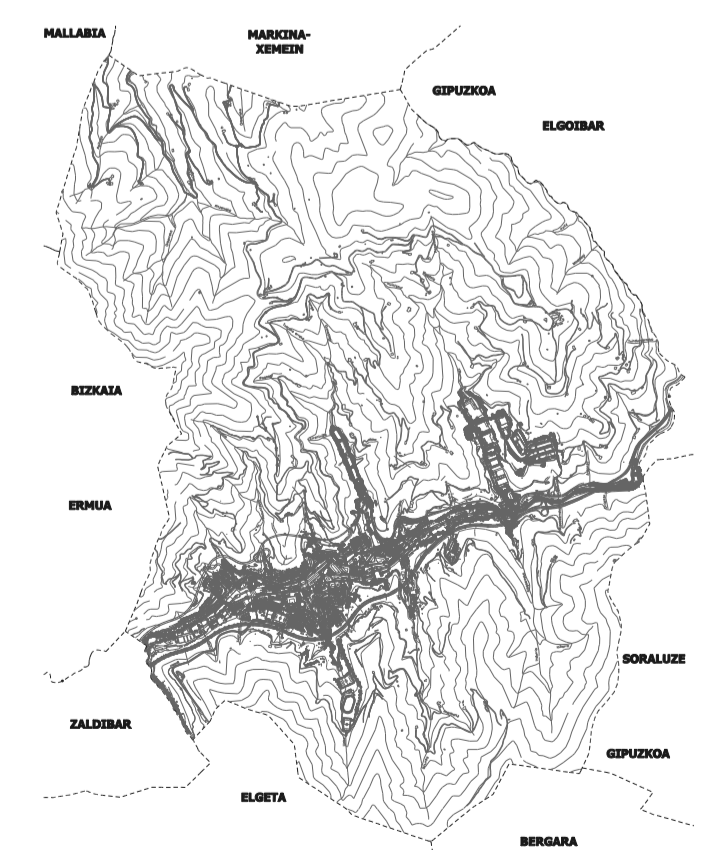 MALLABIA
MARKINA-
XEMEIN
GIPUZKOA
ELGOIBAR
BIZKAIA
ERMUA
SORALUZE
ZALDIBAR
GIPUZKOA
ELGETA
BERGARA